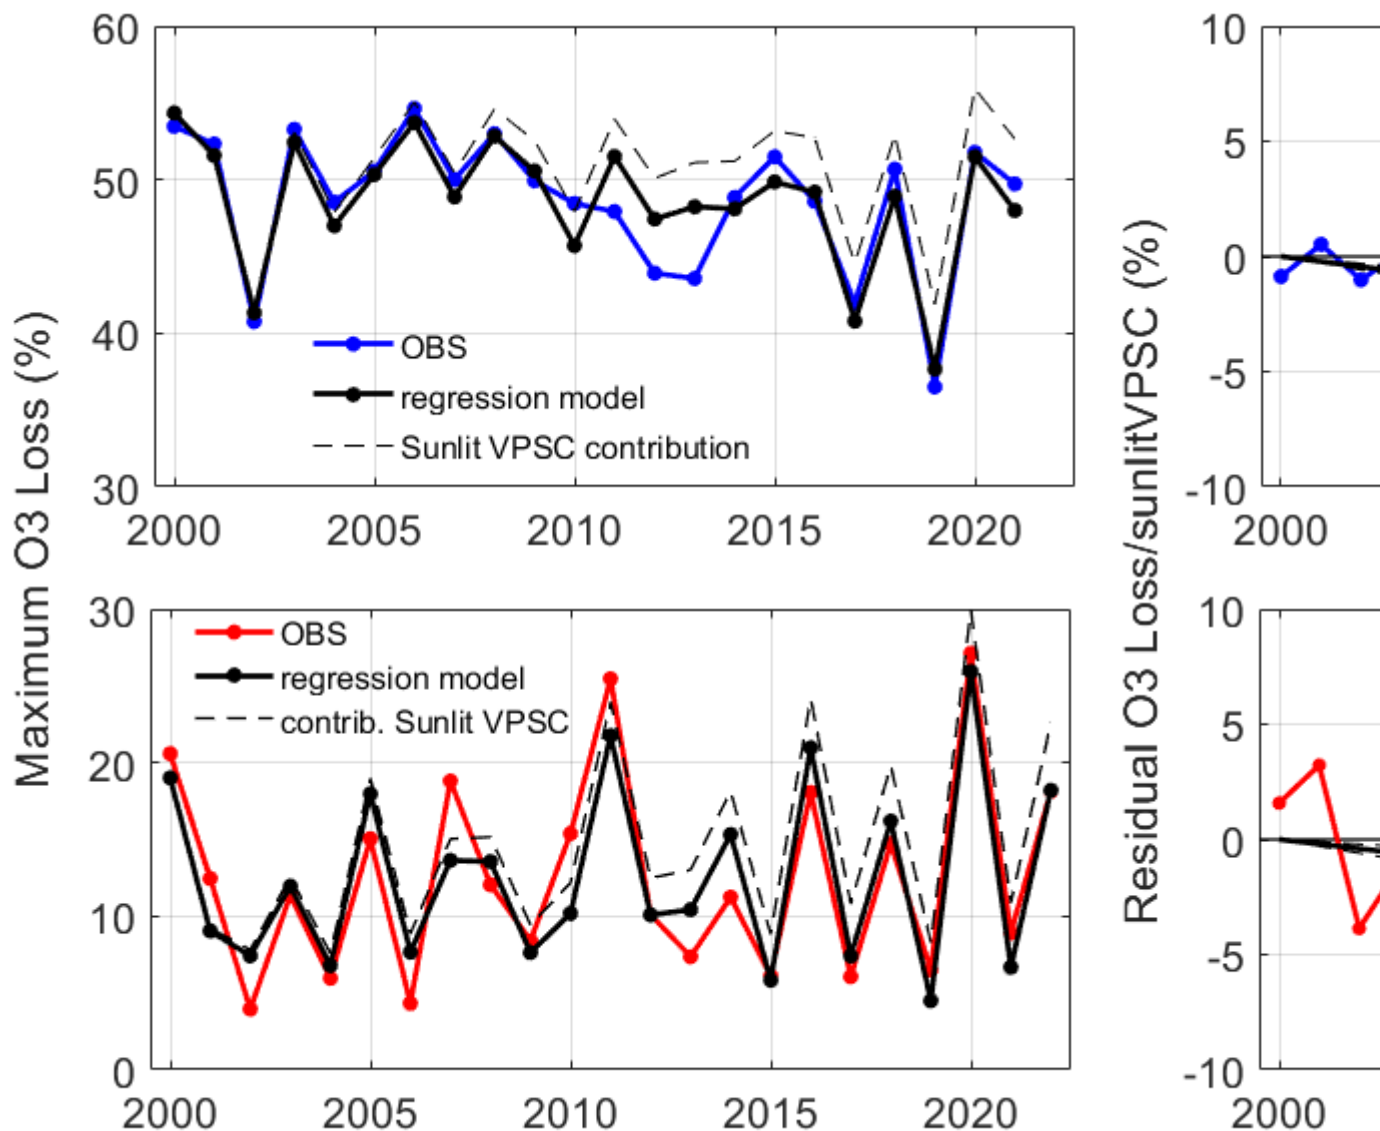 Maximum O3 Loss (%)
60
50
40
30
OBS
regression model
Sunlit VPSC contribution
2000 2005 2010 2015 2020
30
20
10
0
OBS
regression model
contrib. Sunlit VPSC
2000 2005 2010 2015 2020
Residual O3 Loss/sunlitVPSC (%)
10
5
0
-5
-10
2000
10
5
0
-5
-10
2000